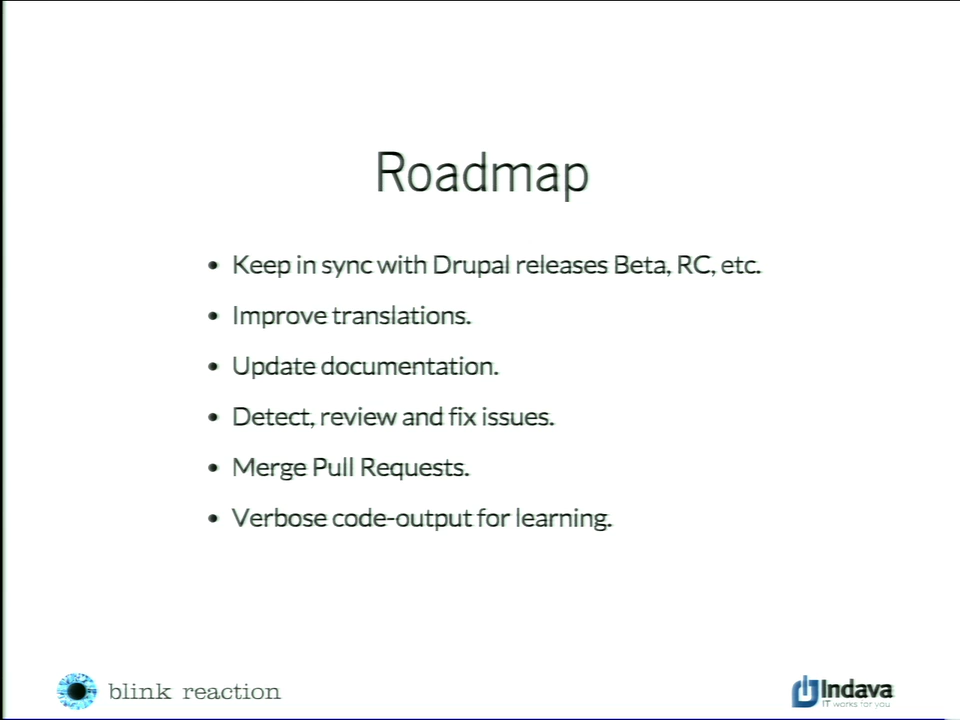 Roadmap
• Keep in sync with Drupal releases Beta, RC, etc.
• Improve translations.
• Update documentation.
• Detect, review and fix issues.
• Merge Pull Requests.
• Verbose code-output for learning.
blink reaction
Indava
IT works for you